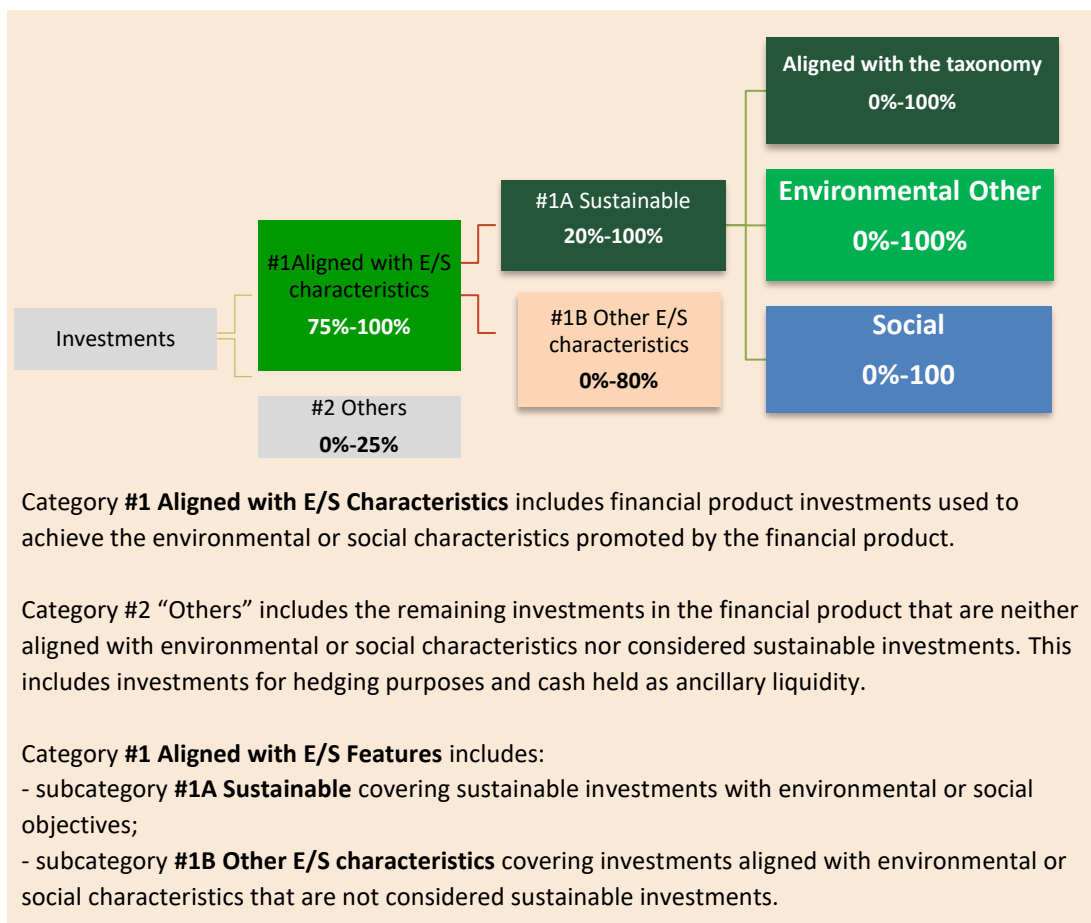 Aligned with the taxonomy
0%-100%
#1A Sustainable
20%-100%
Environmental Other
0%-100%
#1Aligned with E/S
characteristics
75%-100%
Investments
#1B Other E/S
characteristics
0%-80%
Social
0%-100
#2 Others
0%-25%
Category #1 Aligned with E/S Characteristics includes financial product investments used to
achieve the environmental or social characteristics promoted by the financial product.
Category #2 “Others” includes the remaining investments in the financial product that are neither
aligned with environmental or social characteristics nor considered sustainable investments. This
includes investments for hedging purposes and cash held as ancillary liquidity.
Category #1 Aligned with E/S Features includes:
- subcategory #1A Sustainable covering sustainable investments with environmental or social
objectives;
- subcategory #1B Other E/S characteristics covering investments aligned with environmental or
social characteristics that are not considered sustainable investments.